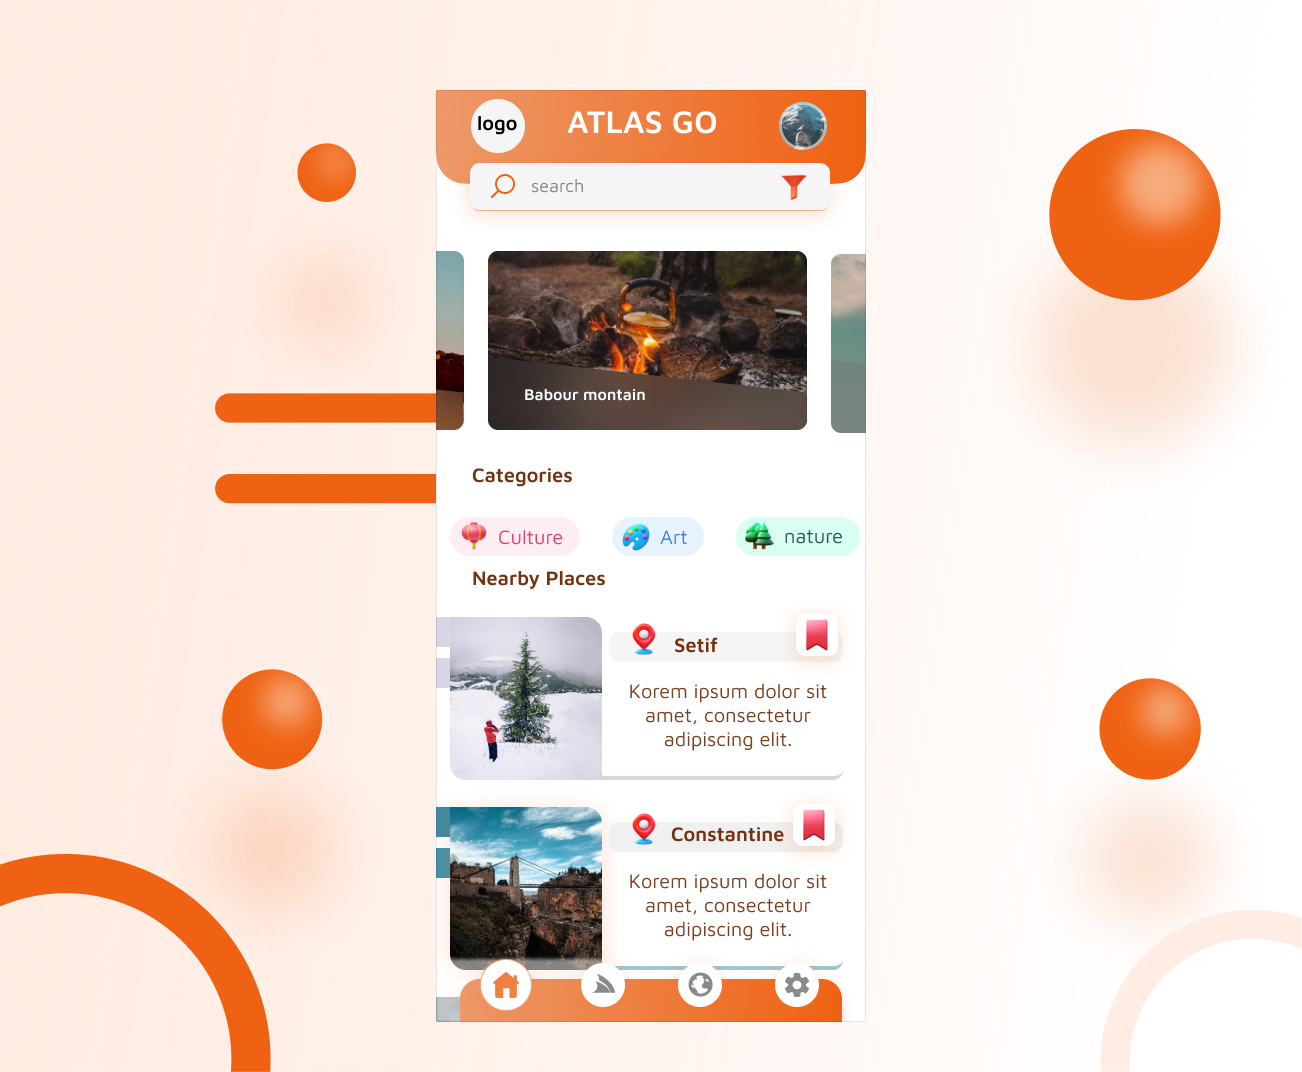 logo
ATLAS GO
search
Babour montain
Categories
Culture
Art
nature
Nearby Places
Setif
Korem ipsum dolor sit
amet, consectetur
adipiscing elit.
Constantine
Korem ipsum dolor sit
amet, consectetur
adipiscing elit.